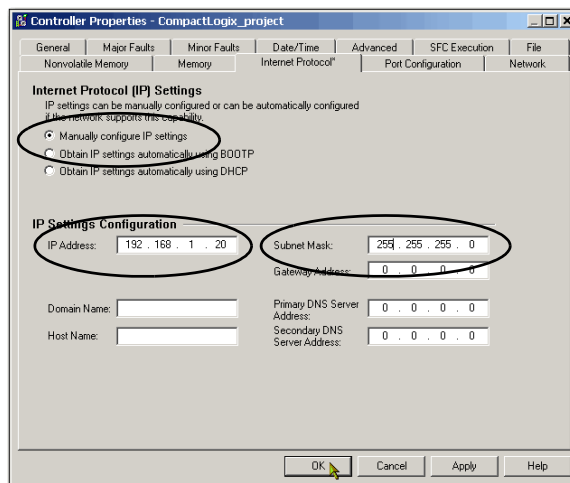 Controller Properties - CompactLogix_project
General Major Faults Minor Faults Date/Time Advanced SFC Execution File
Nonvolatile Memory Memory Internet Protocol* Port Configuration Network
Internet Protocol (IP) Settings
IP settings can be manually configured or can be automatically configured
if the network supports this capability.
Manually configure IP settings
Obtain IP settings automatically using BOOTP
Obtain IP settings automatically using DHCP
IP Settings Configuration
IP Address: 192 . 168 . 1 . 20 Subnet Mask: 255 . 255 . 255 . 0
Gateway Address: 0 . 0 . 0 . 0
Domain Name: Primary DNS Server
Address: 0 . 0 . 0 . 0
Host Name: Secondary DNS
Server Address: 0 . 0 . 0 . 0
OK Cancel Apply Help